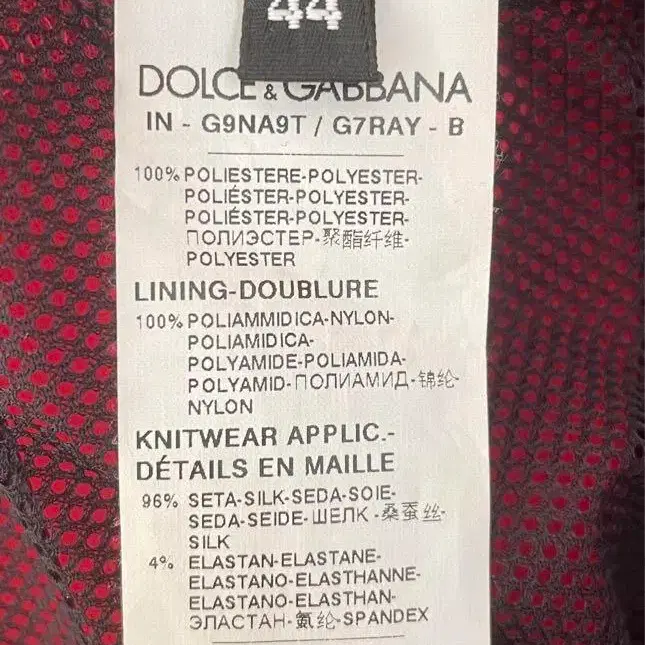 44
DOLCE & GABBANA
IN - G9NA9T / G7RAY - B
100% POLIESTERE-POLYESTER-
POLIÉSTER-POLYESTER-
POLIÉSTER-POLYESTER-
ПОЛИЭСТЕР-聚酯纤维-
POLYESTER
LINING-DOUBLURE
100% POLIAMMIDICA-NYLON-
POLIAMIDICA-
POLYAMIDE-POLIAMIDA-
POLYAMID-ПОЛИАМИД-锦纶-
NYLON
KNITWEAR APPLIC.-
DÉTAILS EN MAILLE
96% SETA-SILK-SEDA-SOIE-
SEDA-SEIDE-ШЕЛК-桑蚕丝-
SILK
4% ELASTAN-ELASTANE-
ELASTANO-ELASTHANNE-
ELASTANO-ELASTHAN-
ЭЛАСТАН-氨纶-SPANDEX